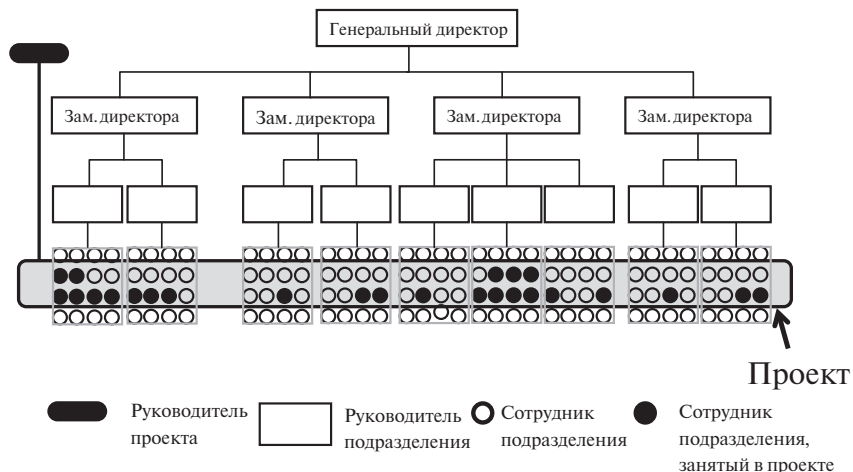 Генеральный директор
Зам. директора
Зам. директора
Зам. директора
Зам. директора
Проект
Руководитель
проекта
Руководитель
подразделения
Сотрудник
подразделения
Сотрудник
подразделения,
занятый в проекте